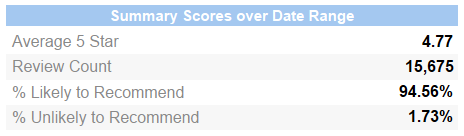 Summary Scores over Date Range
Average 5 Star 4.77
Review Count 15,675
% Likely to Recommend 94.56%
% Unlikely to Recommend 1.73%